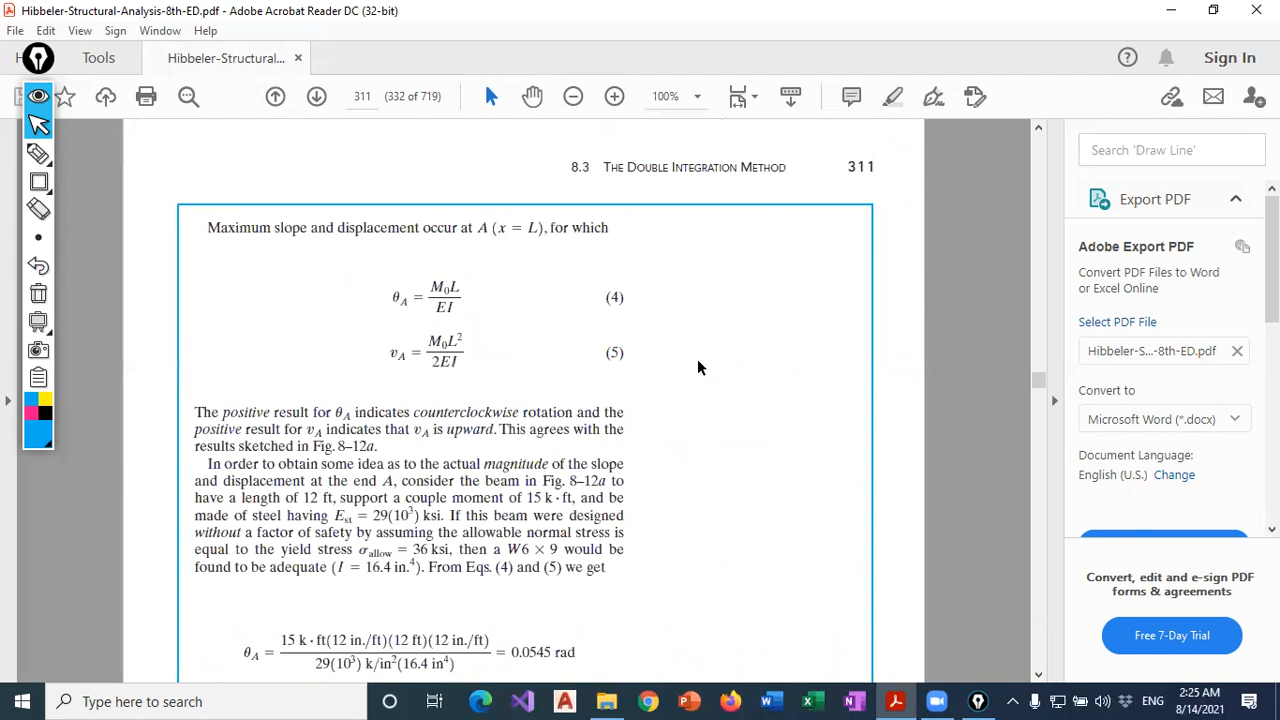 Hibbeler-Structural-Analysis-8th-ED.pdf - Adobe Acrobat Reader DC (32-bit)
File Edit View Sign Window Help
Tools Hibbeler-Structural... × Sign In
311 (332 of 719) 100%
Search 'Draw Line'
8.3 THE DOUBLE INTEGRATION METHOD 311
Export PDF
Maximum slope and displacement occur at A (x = L), for which
Adobe Export PDF
Convert PDF Files to Word
or Excel Online
θA = M₀L / EI (4)
Select PDF File
vA = M₀L² / 2EI (5)
Hibbeler-S...-8th-ED.pdf ×
Convert to
Microsoft Word (*.docx)
The positive result for θA indicates counterclockwise rotation and the
positive result for vA indicates that vA is upward. This agrees with the
results sketched in Fig. 8–12a.
Document Language:
English (U.S.) Change
In order to obtain some idea as to the actual magnitude of the slope
and displacement at the end A, consider the beam in Fig. 8–12a to
have a length of 12 ft, support a couple moment of 15 k · ft, and be
made of steel having Est = 29(10³) ksi. If this beam were designed
without a factor of safety by assuming the allowable normal stress is
equal to the yield stress σallow = 36 ksi, then a W6 × 9 would be
found to be adequate (I = 16.4 in.⁴). From Eqs. (4) and (5) we get
Convert, edit and e-sign PDF
forms & agreements
Free 7-Day Trial
θA = 15 k · ft(12 in./ft)(12 ft)(12 in./ft) / 29(10³) k/in²(16.4 in⁴) = 0.0545 rad
Type here to search
ENG
2:25 AM
8/14/2021